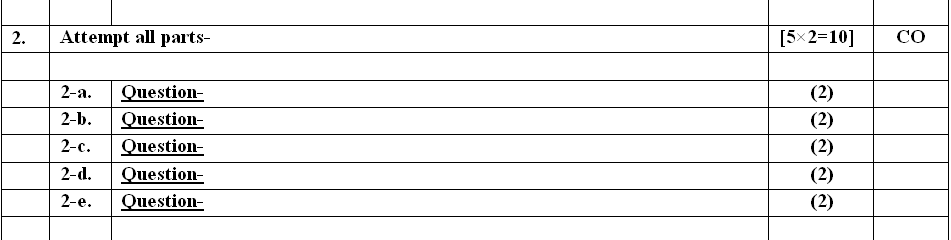 2. Attempt all parts- [5×2=10] CO
2-a. Question- (2)
2-b. Question- (2)
2-c. Question- (2)
2-d. Question- (2)
2-e. Question- (2)